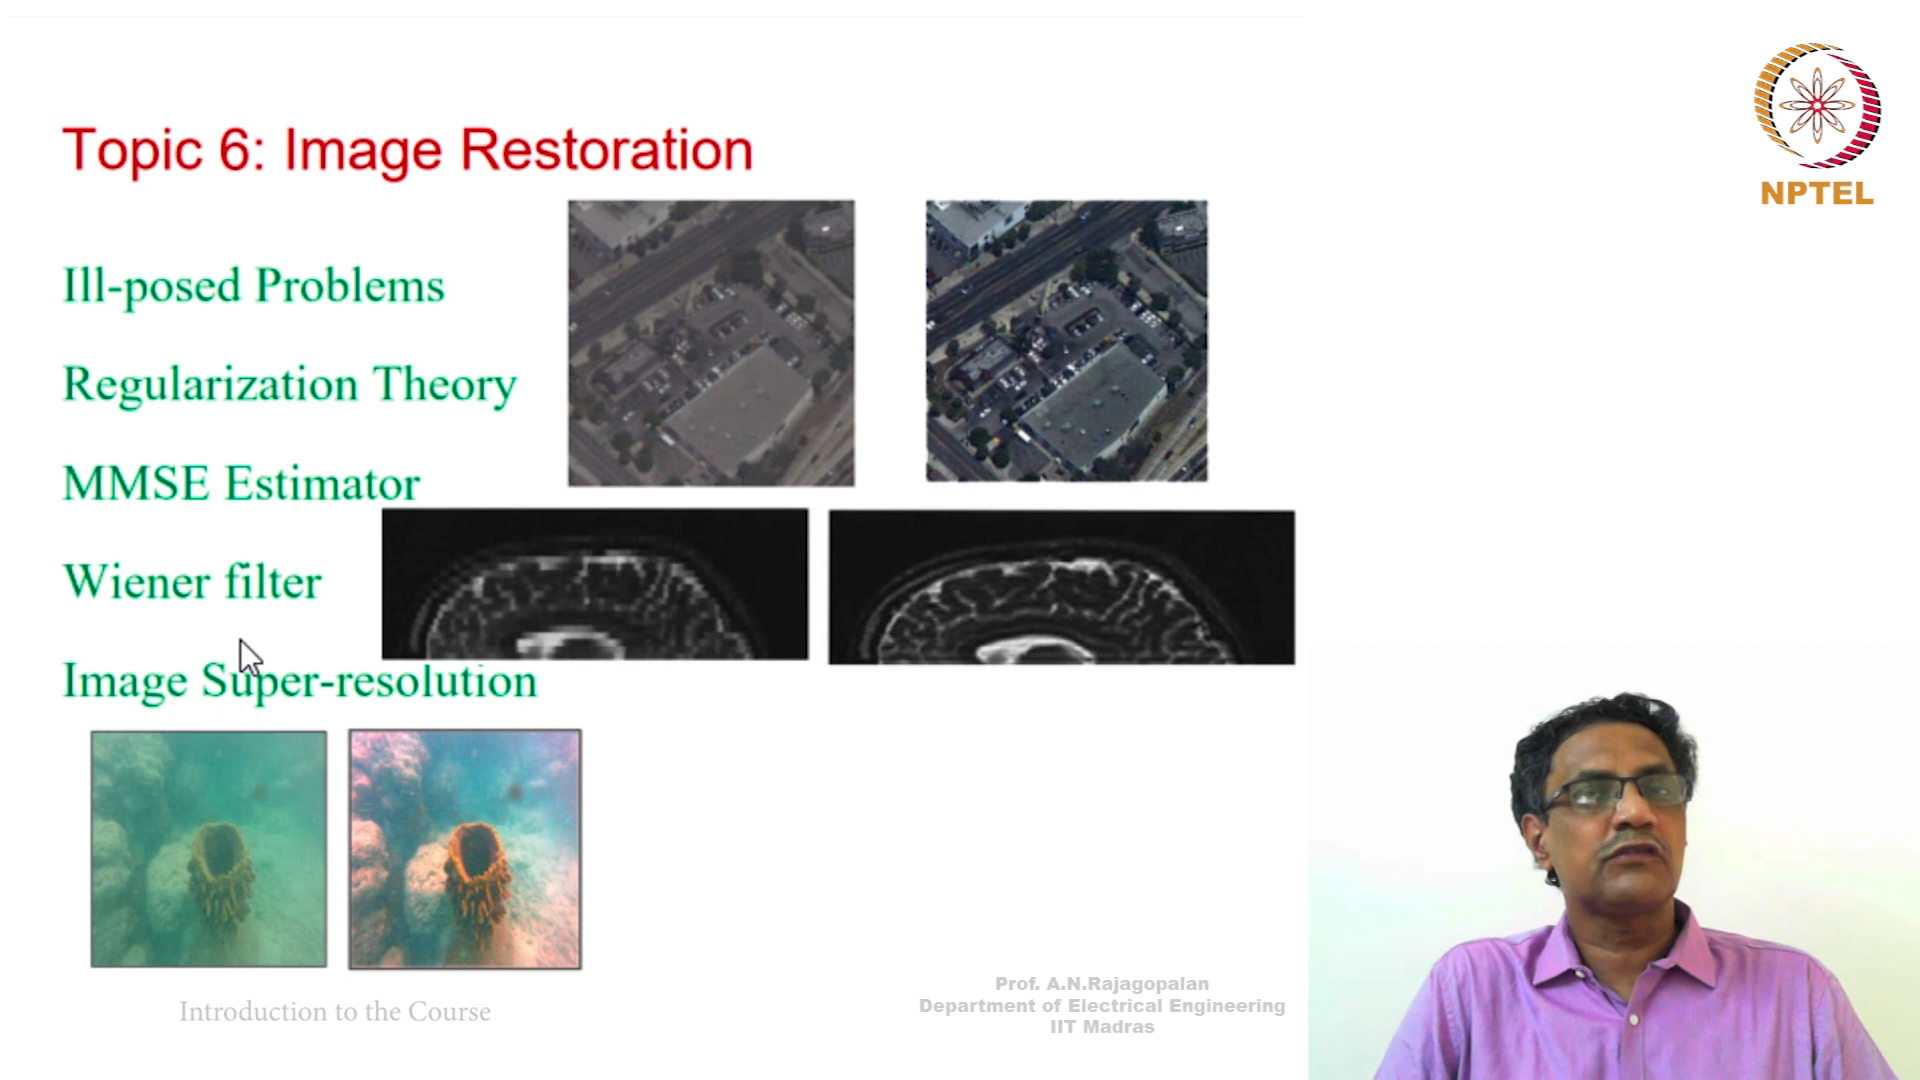 Topic 6: Image Restoration
NPTEL
Ill-posed Problems
Regularization Theory
MMSE Estimator
Wiener filter
Image Super-resolution
Introduction to the Course
Prof. A.N.Rajagopalan
Department of Electrical Engineering
IIT Madras